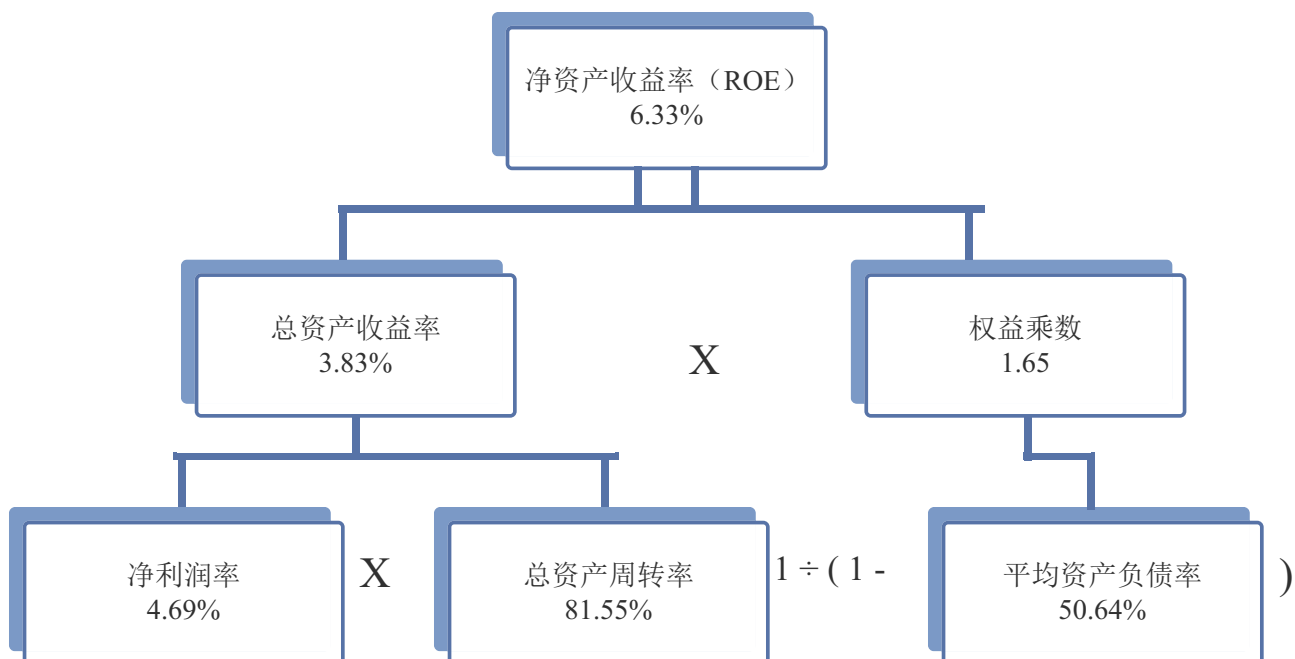 净资产收益率（ROE）
6.33%
总资产收益率
3.83%
X
权益乘数
1.65
净利润率
4.69%
X
总资产周转率
81.55%
1 ÷ ( 1 -
平均资产负债率
50.64%
)